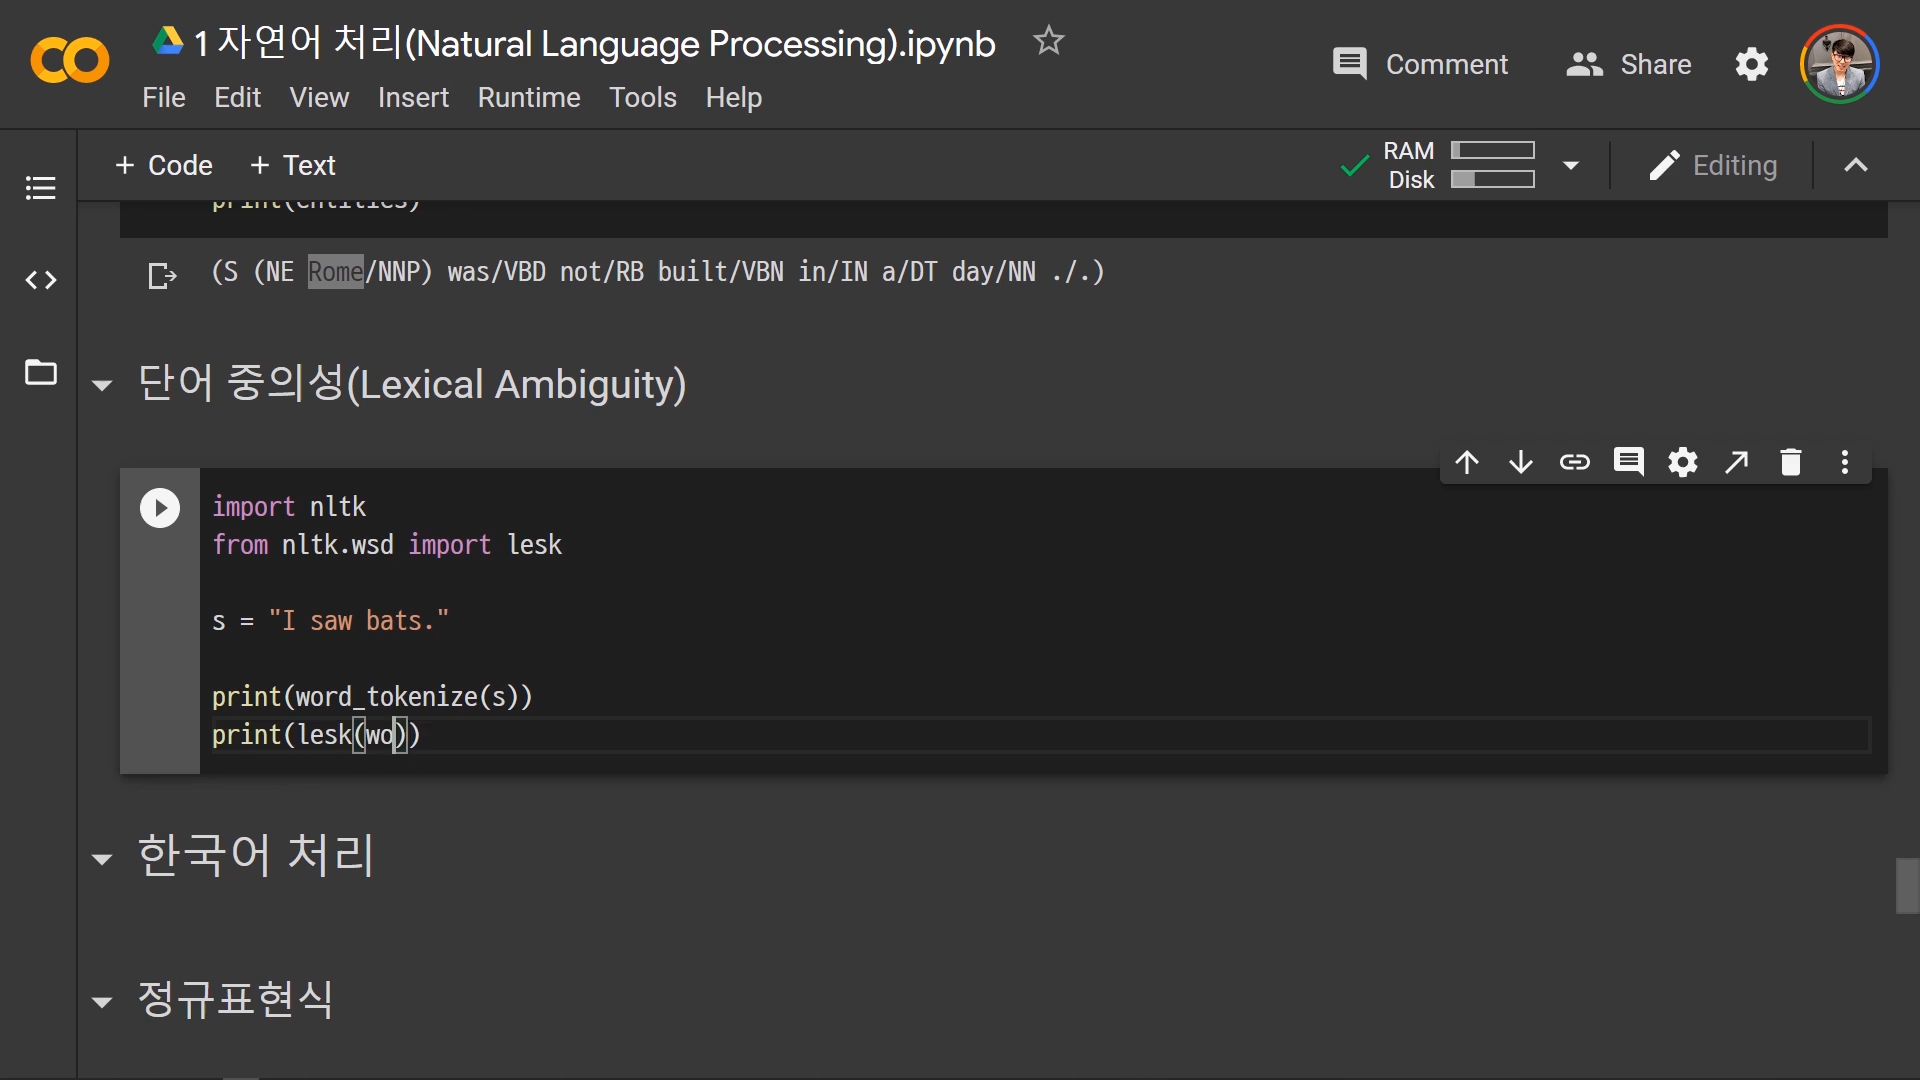 1 자연어 처리(Natural Language Processing).ipynb
Comment
Share
File Edit View Insert Runtime Tools Help
+ Code + Text
RAM
Disk
Editing
print(entities)
(S (NE Rome/NNP) was/VBD not/RB built/VBN in/IN a/DT day/NN ./.)
단어 중의성(Lexical Ambiguity)
import nltk
from nltk.wsd import lesk
s = "I saw bats."
print(word_tokenize(s))
print(lesk(wo))
한국어 처리
정규표현식